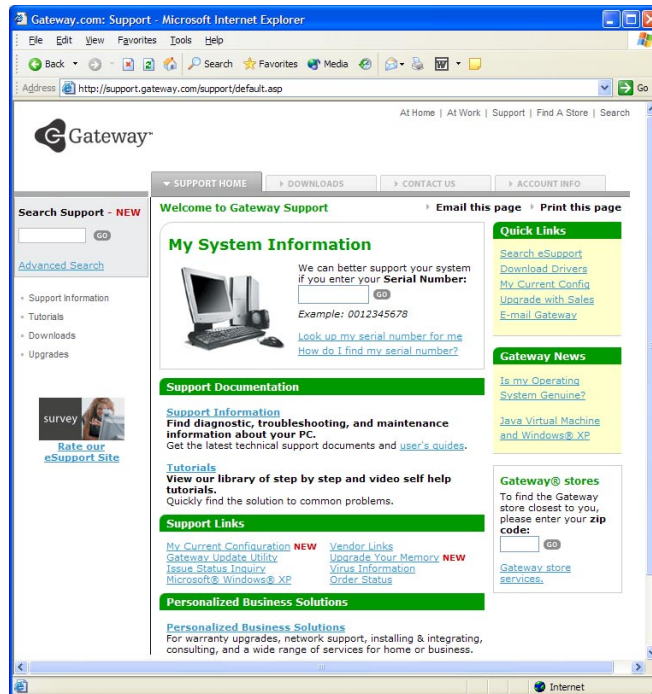 Gateway.com: Support - Microsoft Internet Explorer
File Edit View Favorites Tools Help
Back Search Favorites Media
Address http://support.gateway.com/support/default.asp Go
At Home | At Work | Support | Find A Store | Search
Gateway
SUPPORT HOME DOWNLOADS CONTACT US ACCOUNT INFO
Search Support - NEW
GO
Advanced Search
Support Information
Tutorials
Downloads
Upgrades
survey
Rate our
eSupport Site
Welcome to Gateway Support
Email this page Print this page
My System Information
We can better support your system
if you enter your Serial Number:
GO
Example: 0012345678
Look up my serial number for me
How do I find my serial number?
Support Documentation
Support Information
Find diagnostic, troubleshooting, and maintenance
information about your PC.
Get the latest technical support documents and user's guides.
Tutorials
View our library of step by step and video self help
tutorials.
Quickly find the solution to common problems.
Support Links
My Current Configuration NEW Vendor Links
Gateway Update Utility Upgrade Your Memory NEW
Issue Status Inquiry Virus Information
Microsoft® Windows® XP Order Status
Personalized Business Solutions
Personalized Business Solutions
For warranty upgrades, network support, installing & integrating,
consulting, and a wide range of services for home or business.
Quick Links
Search eSupport
Download Drivers
My Current Config
Upgrade with Sales
E-mail Gateway
Gateway News
Is my Operating
System Genuine?
Java Virtual Machine
and Windows® XP
Gateway® stores
To find the Gateway
store closest to you,
please enter your zip
code:
GO
Gateway store
services.
Internet